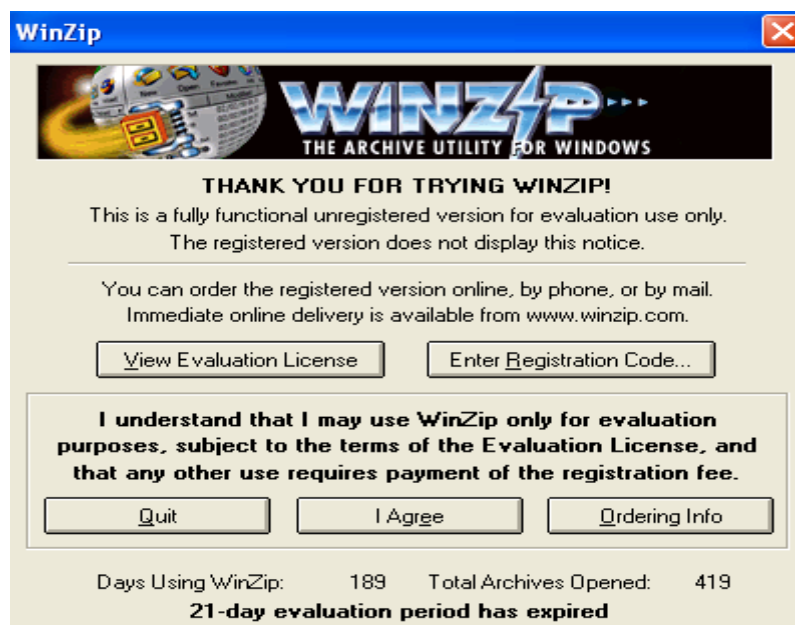 WinZip
WINZIP
THE ARCHIVE UTILITY FOR WINDOWS
THANK YOU FOR TRYING WINZIP!
This is a fully functional unregistered version for evaluation use only.
The registered version does not display this notice.
You can order the registered version online, by phone, or by mail.
Immediate online delivery is available from www.winzip.com.
View Evaluation License
Enter Registration Code...
I understand that I may use WinZip only for evaluation
purposes, subject to the terms of the Evaluation License, and
that any other use requires payment of the registration fee.
Quit
I Agree
Ordering Info
Days Using WinZip: 189 Total Archives Opened: 419
21-day evaluation period has expired